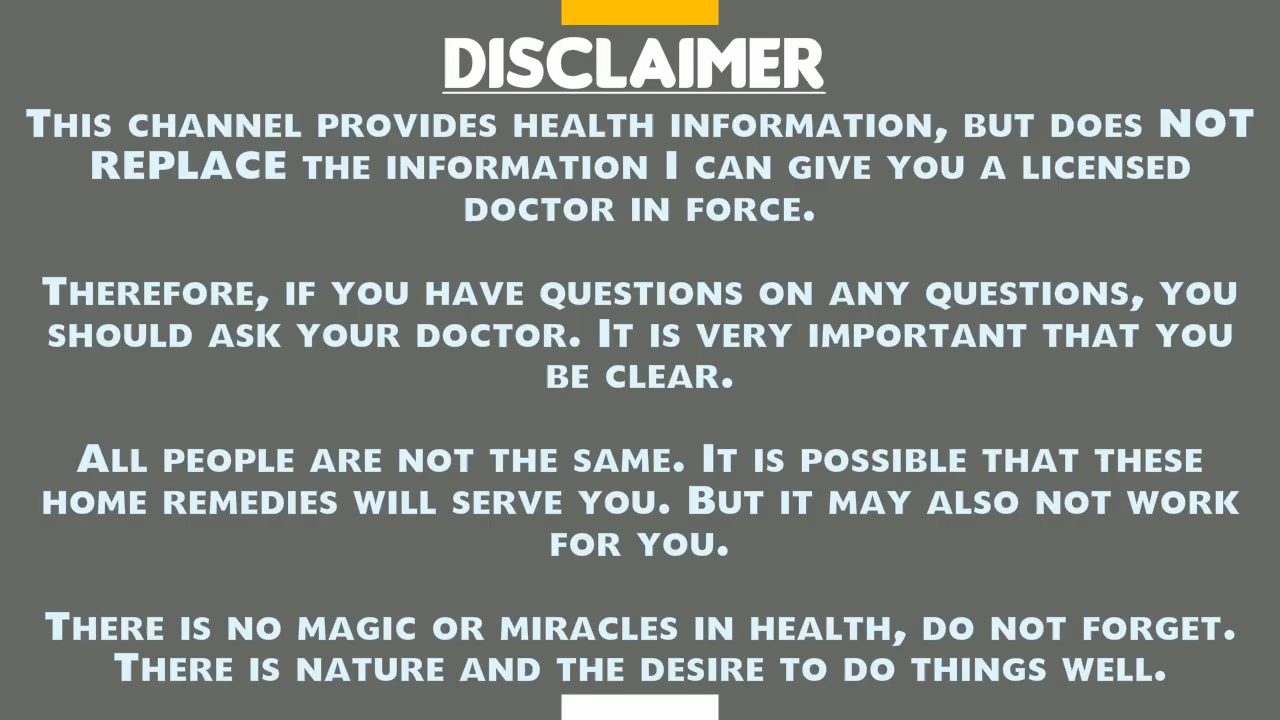 DISCLAIMER
THIS CHANNEL PROVIDES HEALTH INFORMATION, BUT DOES NOT
REPLACE THE INFORMATION I CAN GIVE YOU A LICENSED
DOCTOR IN FORCE.
THEREFORE, IF YOU HAVE QUESTIONS ON ANY QUESTIONS, YOU
SHOULD ASK YOUR DOCTOR. IT IS VERY IMPORTANT THAT YOU
BE CLEAR.
ALL PEOPLE ARE NOT THE SAME. IT IS POSSIBLE THAT THESE
HOME REMEDIES WILL SERVE YOU. BUT IT MAY ALSO NOT WORK
FOR YOU.
THERE IS NO MAGIC OR MIRACLES IN HEALTH, DO NOT FORGET.
THERE IS NATURE AND THE DESIRE TO DO THINGS WELL.